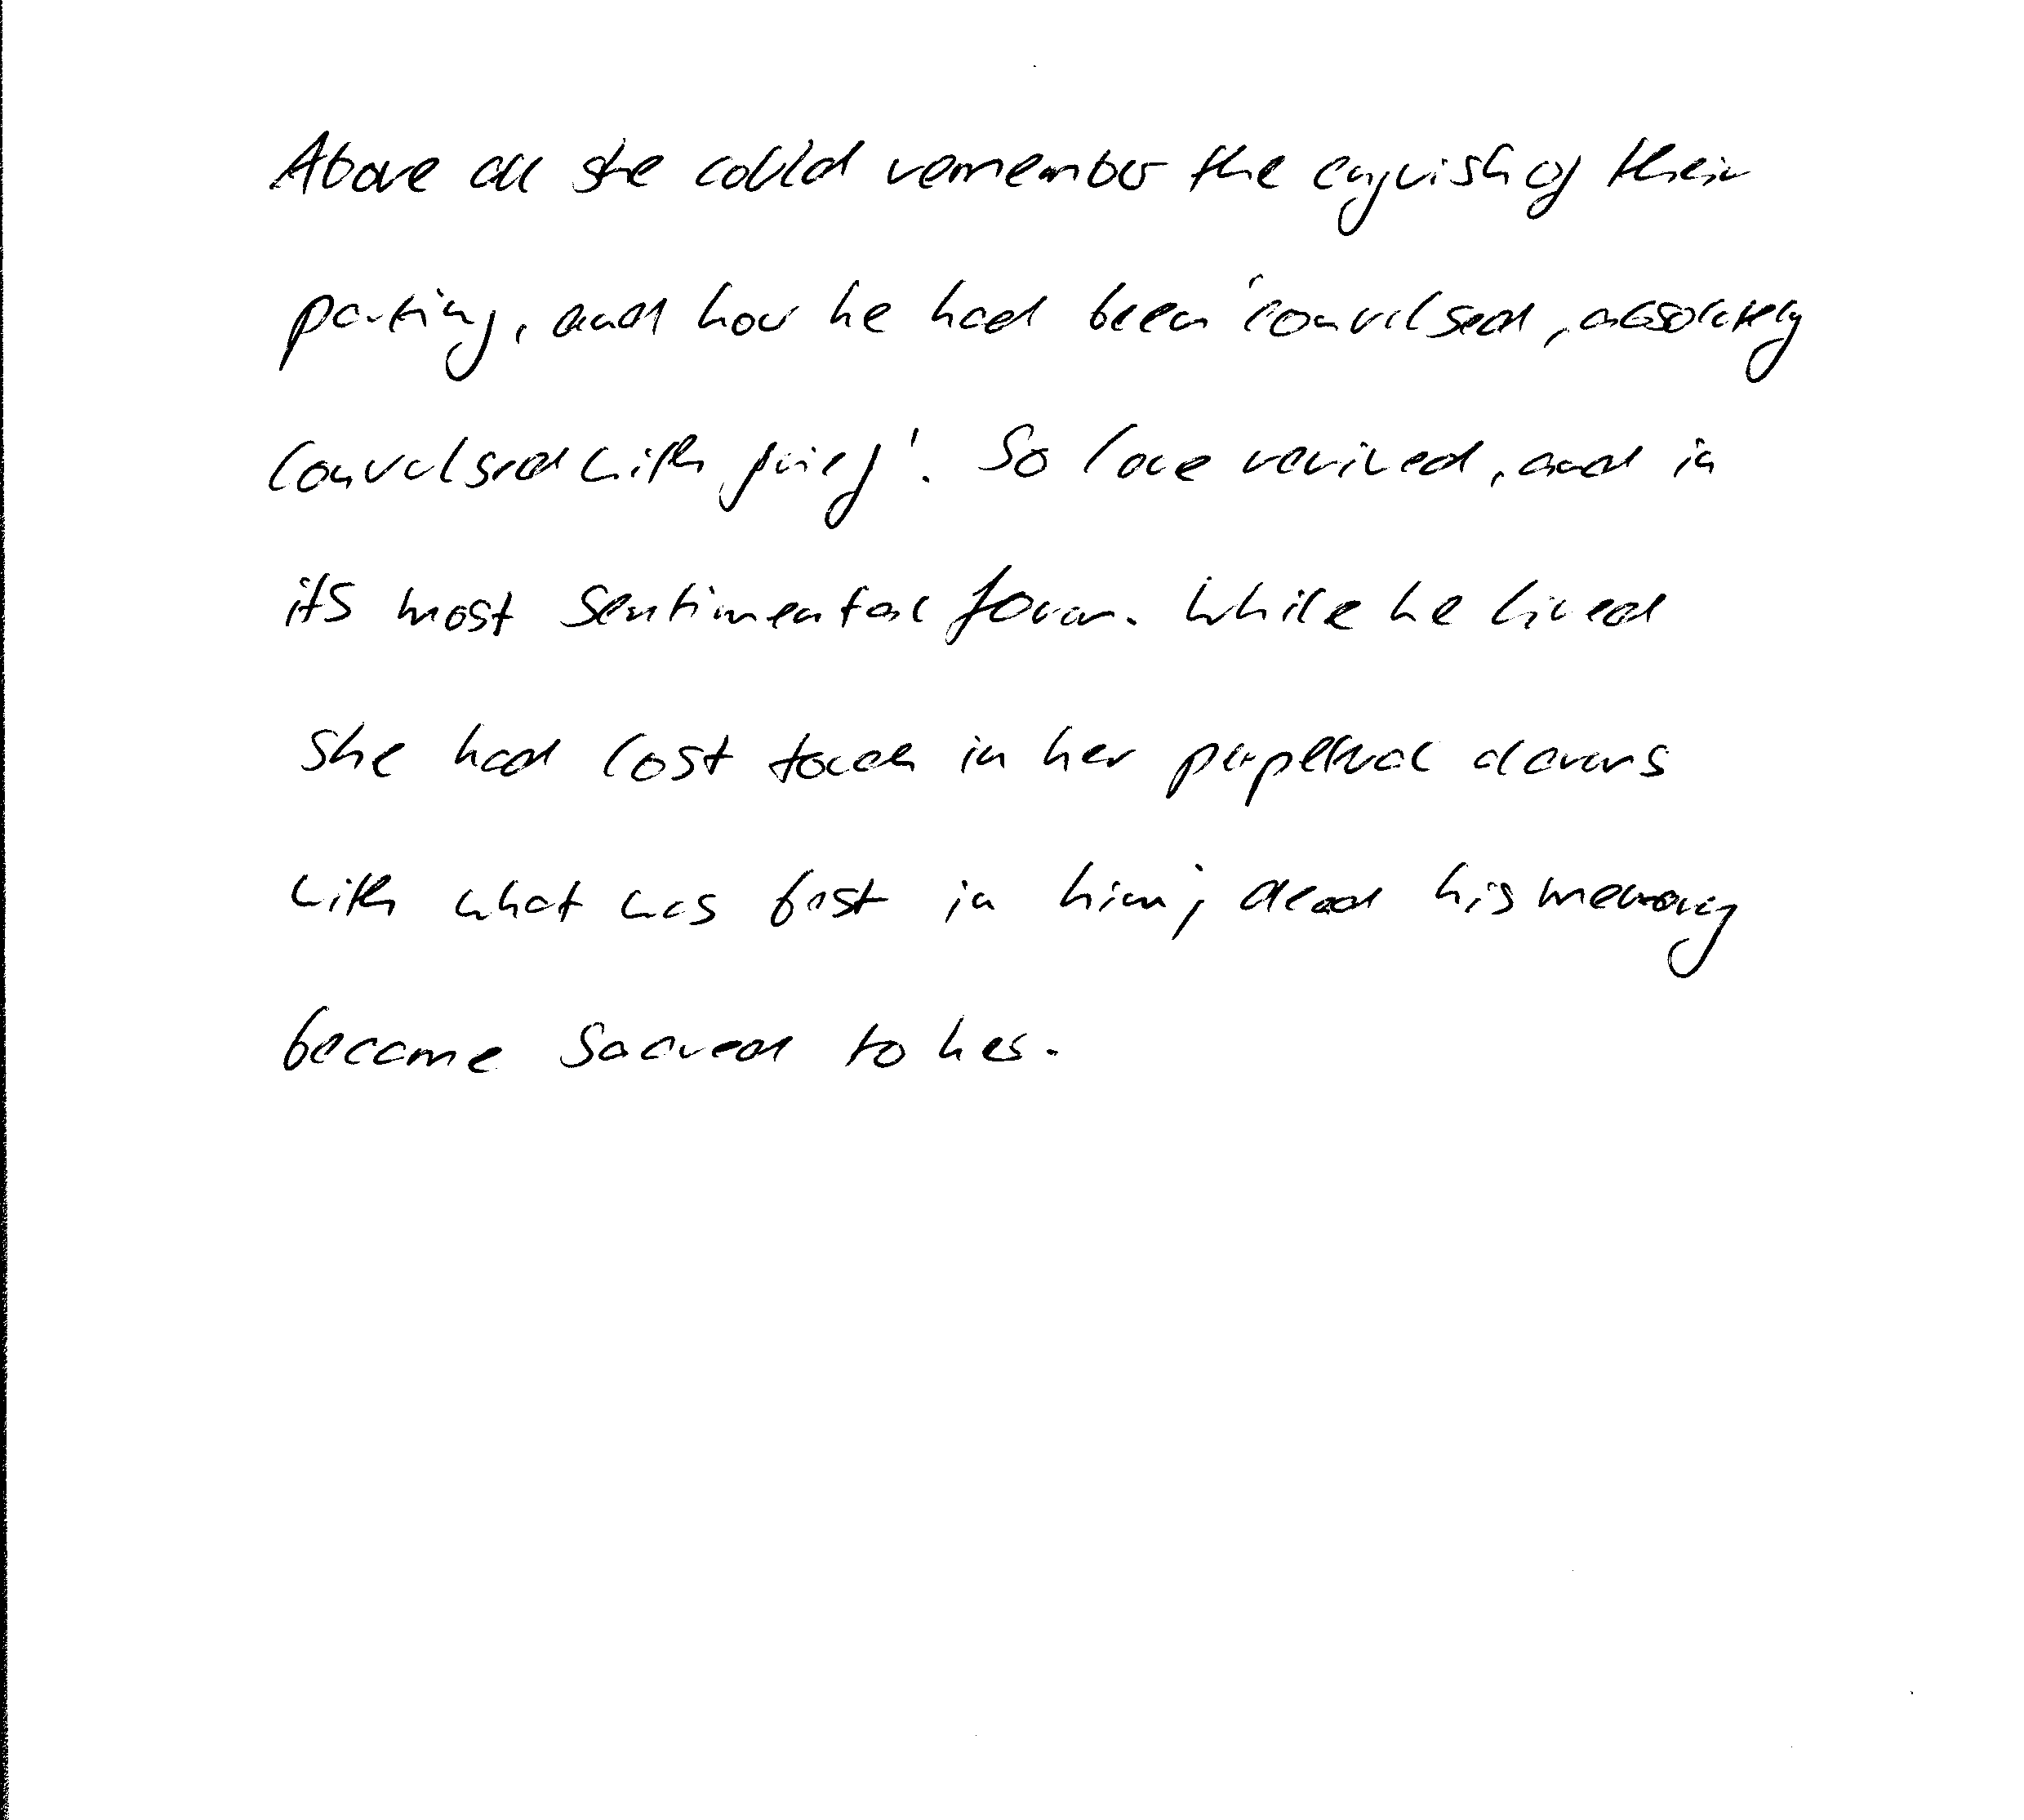 Above all she could remember the anguish of their
parting, and how he had been 'convulsed, absolutely
convulsed with grief'. So love revived, and in
its most sentimental form. While he lived
she had lost touch in her perpetual alarms
with what was best in him; dead his memory
became sacred to her.